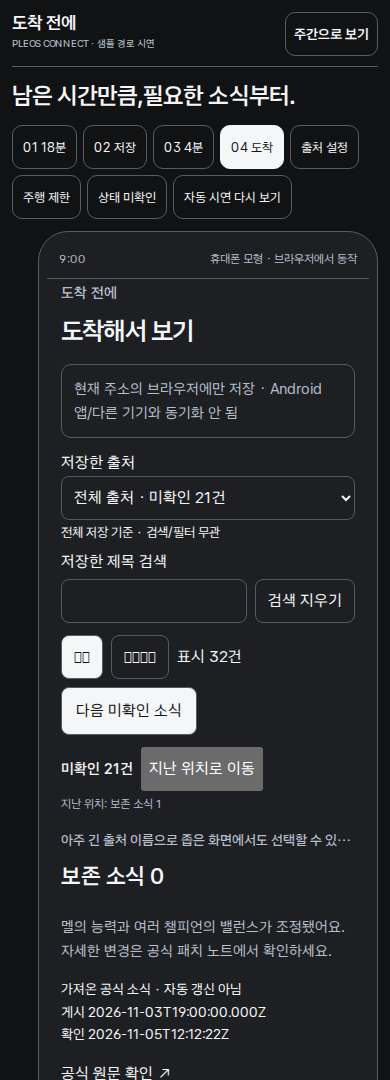 도착 전에
PLEOS CONNECT · 샘플 경로 시연
주간으로 보기
남은 시간만큼,필요한 소식부터.
01 18분
02 저장
03 4분
04 도착
출처 설정
주행 제한
상태 미확인
자동 시연 다시 보기
9:00
휴대폰 모형 · 브라우저에서 동작
도착 전에
도착해서 보기
현재 주소의 브라우저에만 저장 · Android
앱/다른 기기와 동기화 안 됨
저장한 출처
전체 출처 · 미확인 21건
전체 저장 기준 · 검색/필터 무관
저장한 제목 검색
검색 지우기
표시 32건
다음 미확인 소식
미확인 21건
지난 위치로 이동
지난 위치: 보존 소식 1
아주 긴 출처 이름으로 좁은 화면에서도 선택할 수 있…
보존 소식 0
멜의 능력과 여러 챔피언의 밸런스가 조정됐어요.
자세한 변경은 공식 패치 노트에서 확인하세요.
가져온 공식 소식 · 자동 갱신 아님
게시 2026-11-03T19:00:00.000Z
확인 2026-11-05T12:12:22Z
공식 원문 확인 ↗